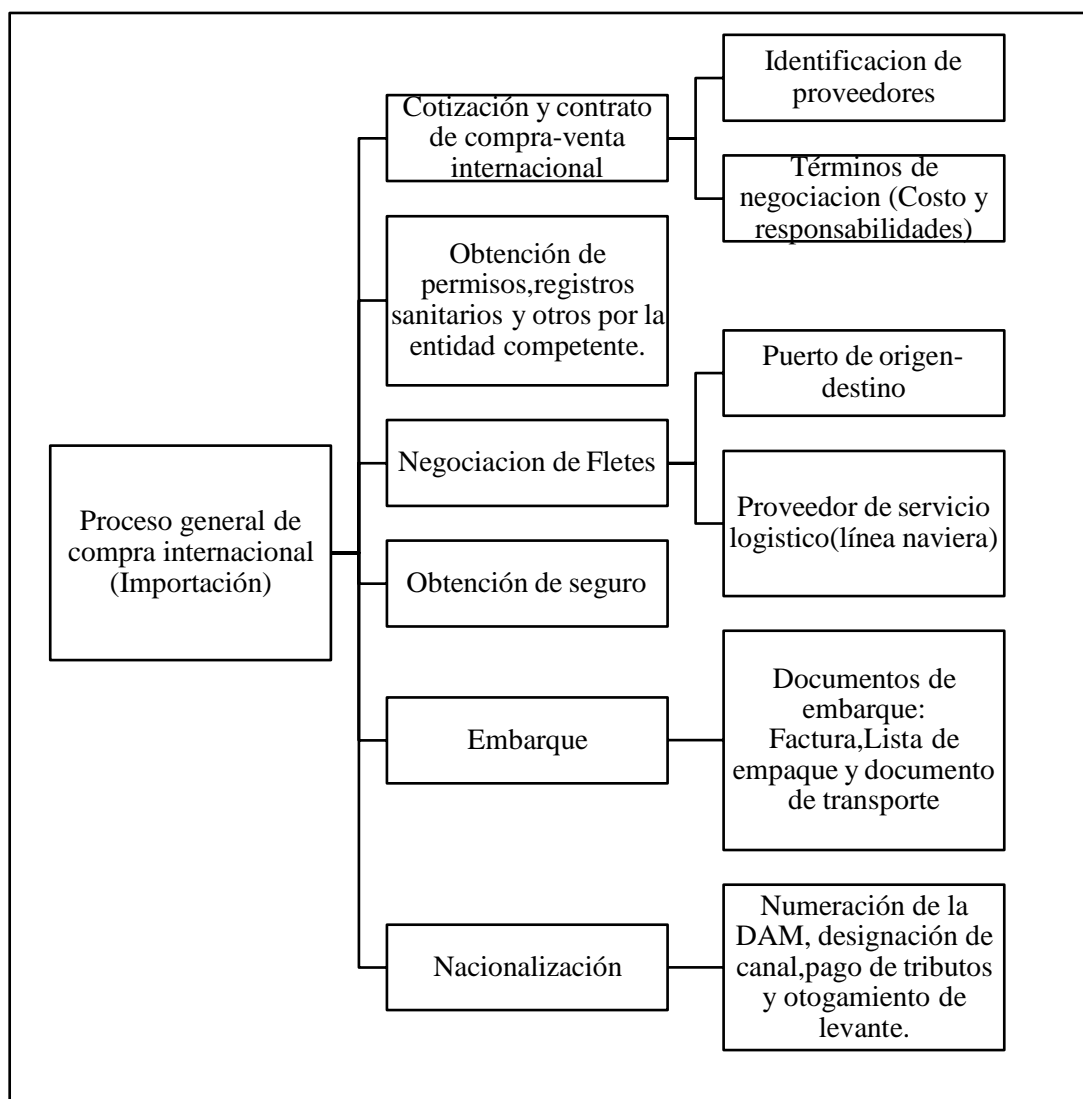 Proceso general de
compra internacional
(Importación)
Cotización y contrato
de compra-venta
internacional
Identificacion de
proveedores
Términos de
negociacion (Costo y
responsabilidades)
Obtención de
permisos,registros
sanitarios y otros por la
entidad competente.
Negociacion de Fletes
Puerto de origen-
destino
Proveedor de servicio
logistico(línea naviera)
Obtención de seguro
Embarque
Documentos de
embarque:
Factura,Lista de
empaque y documento
de transporte
Nacionalización
Numeración de la
DAM, designación de
canal,pago de tributos
y otogamiento de
levante.